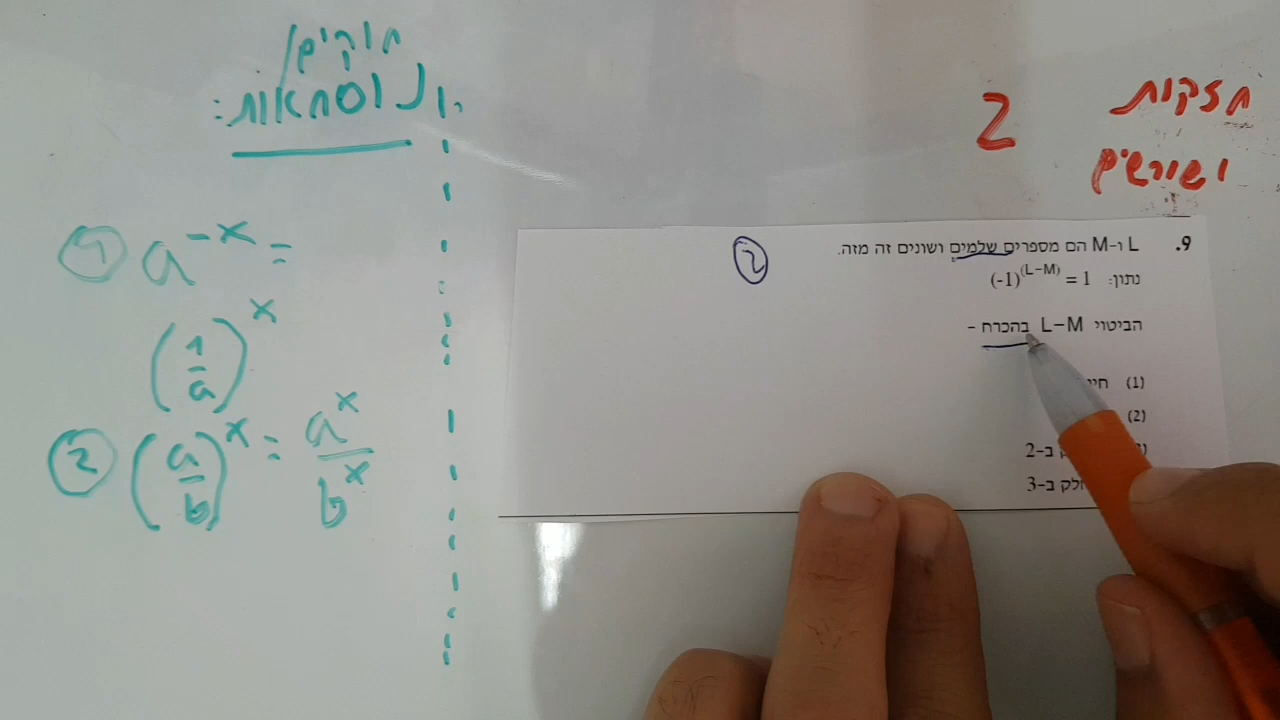 חזקות 2
ושורשים
חוקים
ונוסחאות:
1 a^-x =
(1/a)^x
2 (a/b)^x = a^x/b^x
2
.9 L ו-M הם מספרים שלמים ושונים זה מזה.
נתון: (-1)^(L-M) = 1
הביטוי L-M בהכרח -
(1)
(2)
ב-2
ב-3